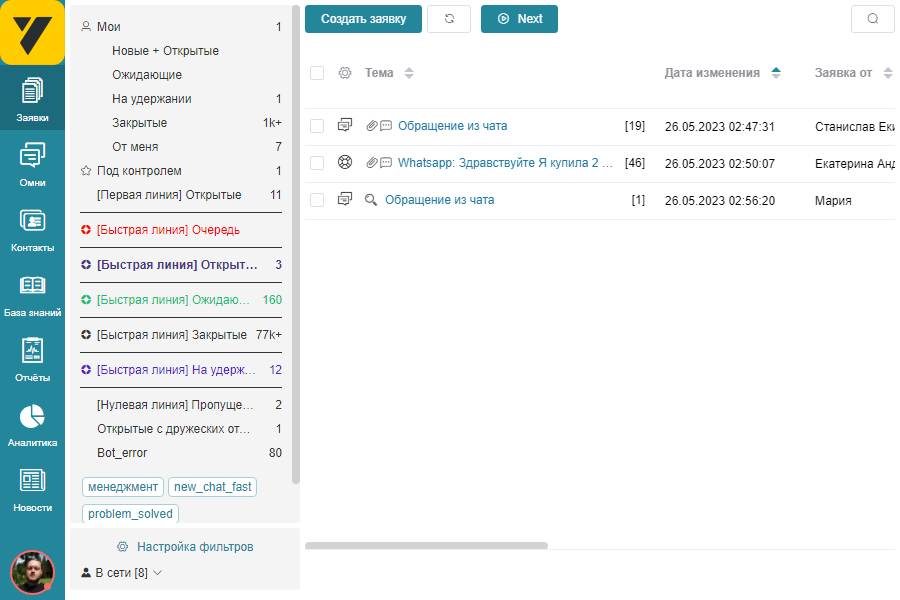 Заявки
Омни
Контакты
База знаний
Отчёты
Аналитика
Новости
Мои 1
Новые + Открытые
Ожидающие
На удержании 1
Закрытые 1k+
От меня 7
Под контролем 1
[Первая линия] Открытые 11
[Быстрая линия] Очередь
[Быстрая линия] Открыт... 3
[Быстрая линия] Ожидаю... 160
[Быстрая линия] Закрытые 77k+
[Быстрая линия] На удерж... 12
[Нулевая линия] Пропуще... 2
Открытые с дружеских от... 1
Bot_error 80
менеджмент new_chat_fast
problem_solved
Настройка фильтров
В сети [8]
Создать заявку Next
Тема Дата изменения Заявка от
Обращение из чата [19] 26.05.2023 02:47:31 Станислав Еки
Whatsapp: Здравствуйте Я купила 2 ... [46] 26.05.2023 02:50:07 Екатерина Анд
Обращение из чата [1] 26.05.2023 02:56:20 Мария